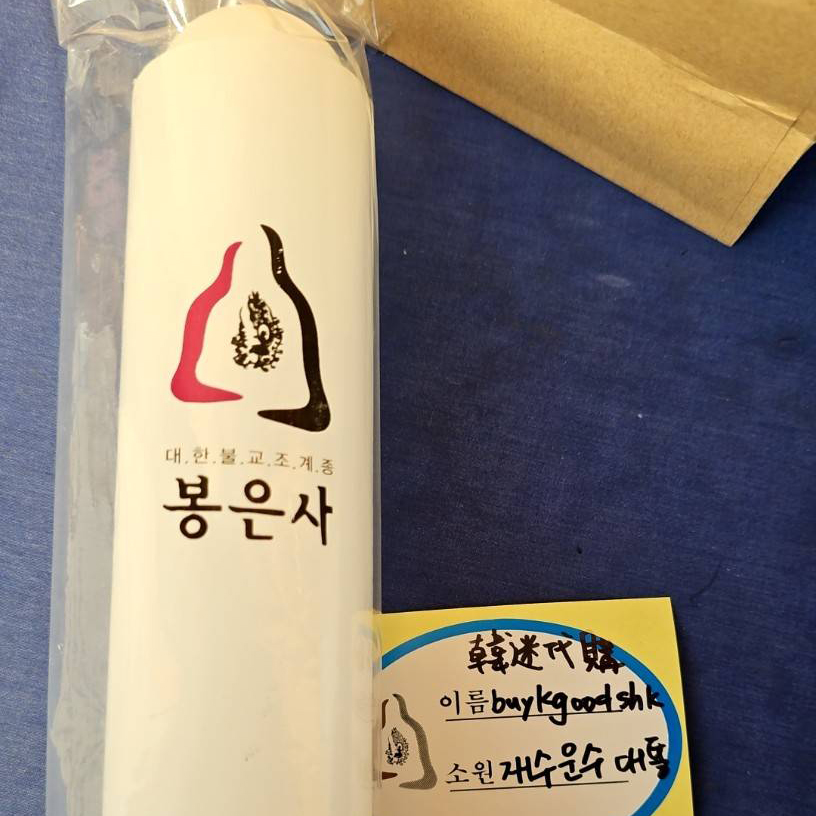 대.한.불.교.조.계.종
봉은사
韓迷代購
이름 buykgoodshk
소원 재수운수 대통